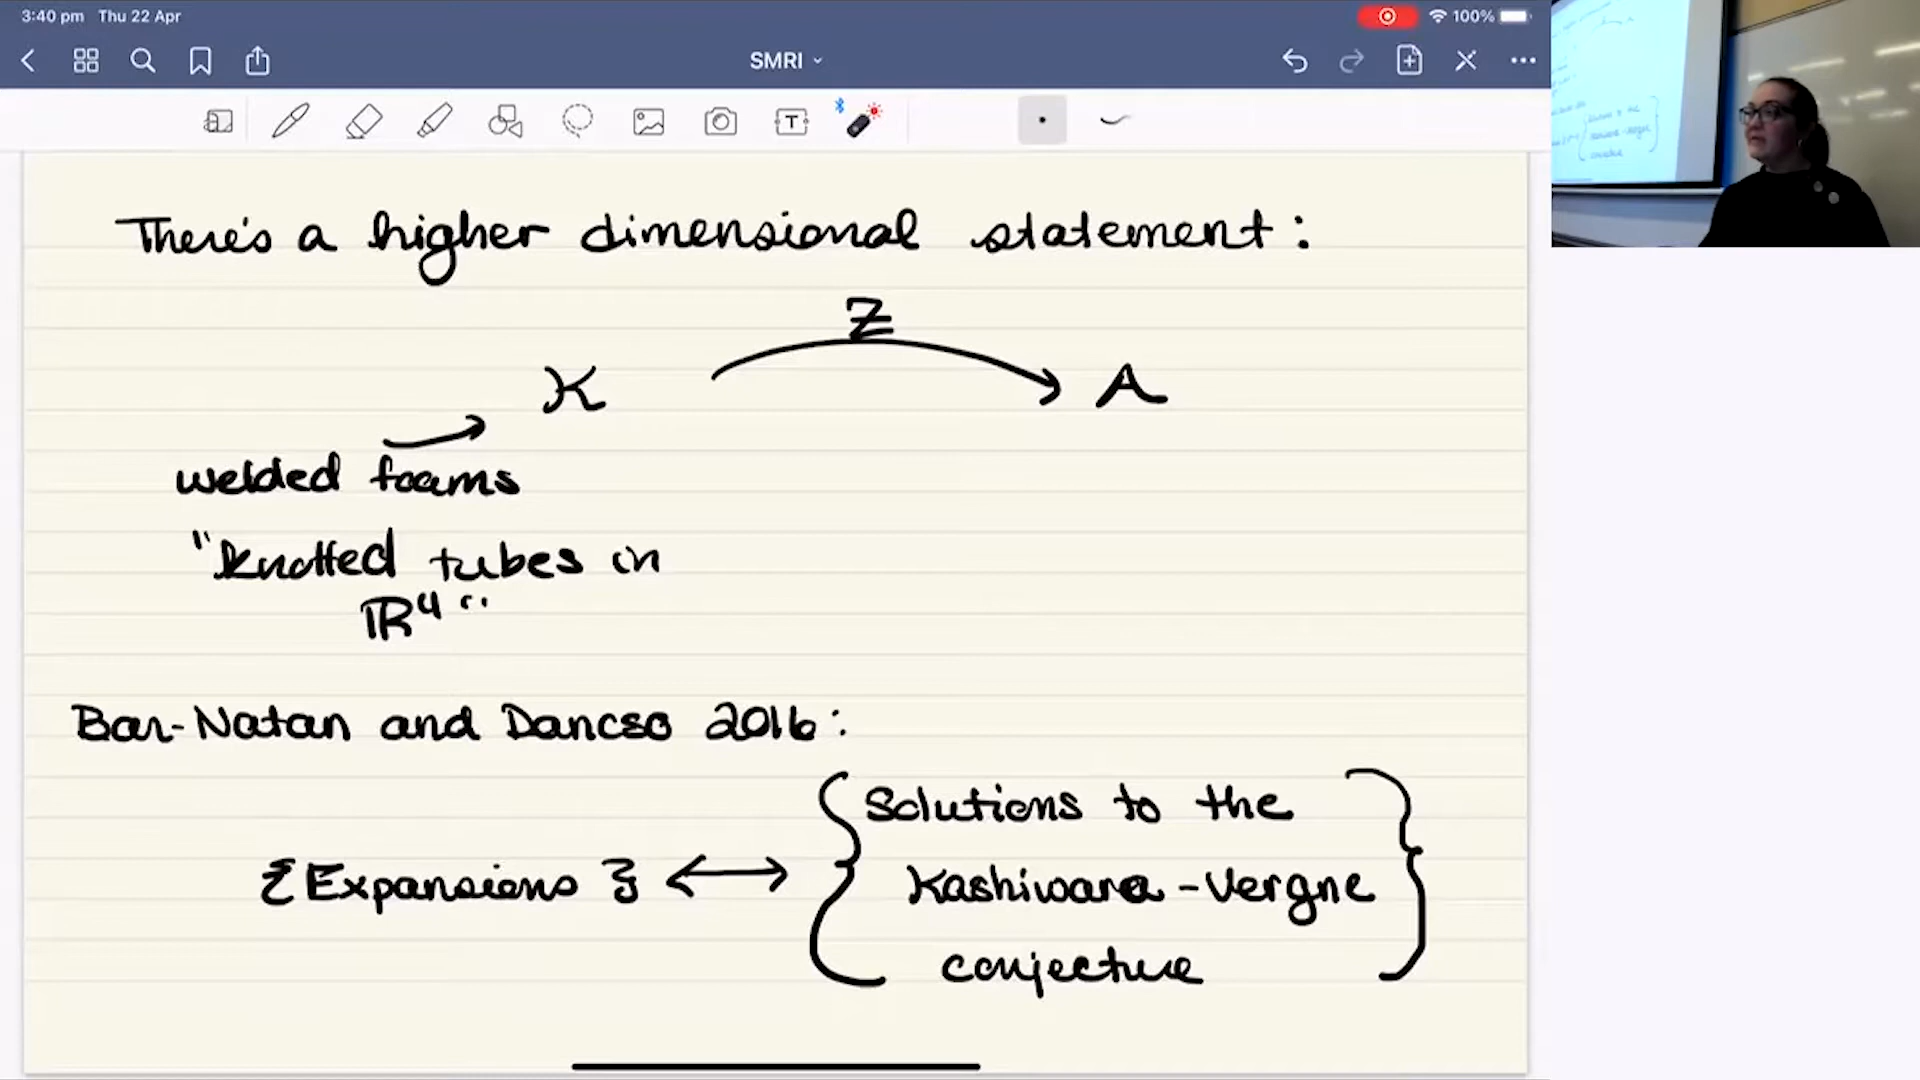 3:40 pm Thu 22 Apr
100%
SMRI
T
There's a higher dimensional statement:
Z
K A
welded foams
"knotted tubes in
ℝ⁴"
Bar-Natan and Dancso 2016:
Solutions to the
{Expansions} ↔ Kashiwara-Vergne
conjecture